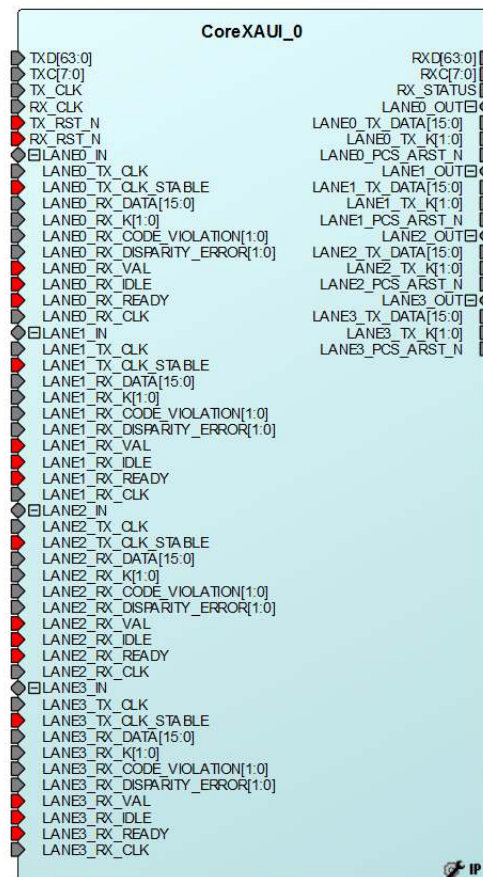 CoreXAUI_0
TXD[63:0]
TXC[7:0]
TX_CLK
RX_CLK
TX_RST_N
RX_RST_N
LANE0_IN
LANE0_TX_CLK
LANE0_TX_CLK_STABLE
LANE0_RX_DATA[15:0]
LANE0_RX_K[1:0]
LANE0_RX_CODE_VIOLATION[1:0]
LANE0_RX_DISPARITY_ERROR[1:0]
LANE0_RX_VAL
LANE0_RX_IDLE
LANE0_RX_READY
LANE0_RX_CLK
LANE1_IN
LANE1_TX_CLK
LANE1_TX_CLK_STABLE
LANE1_RX_DATA[15:0]
LANE1_RX_K[1:0]
LANE1_RX_CODE_VIOLATION[1:0]
LANE1_RX_DISPARITY_ERROR[1:0]
LANE1_RX_VAL
LANE1_RX_IDLE
LANE1_RX_READY
LANE1_RX_CLK
LANE2_IN
LANE2_TX_CLK
LANE2_TX_CLK_STABLE
LANE2_RX_DATA[15:0]
LANE2_RX_K[1:0]
LANE2_RX_CODE_VIOLATION[1:0]
LANE2_RX_DISPARITY_ERROR[1:0]
LANE2_RX_VAL
LANE2_RX_IDLE
LANE2_RX_READY
LANE2_RX_CLK
LANE3_IN
LANE3_TX_CLK
LANE3_TX_CLK_STABLE
LANE3_RX_DATA[15:0]
LANE3_RX_K[1:0]
LANE3_RX_CODE_VIOLATION[1:0]
LANE3_RX_DISPARITY_ERROR[1:0]
LANE3_RX_VAL
LANE3_RX_IDLE
LANE3_RX_READY
LANE3_RX_CLK
RXD[63:0]
RXC[7:0]
RX_STATUS
LANE0_OUT
LANE0_TX_DATA[15:0]
LANE0_TX_K[1:0]
LANE0_PCS_ARST_N
LANE1_OUT
LANE1_TX_DATA[15:0]
LANE1_TX_K[1:0]
LANE1_PCS_ARST_N
LANE2_OUT
LANE2_TX_DATA[15:0]
LANE2_TX_K[1:0]
LANE2_PCS_ARST_N
LANE3_OUT
LANE3_TX_DATA[15:0]
LANE3_TX_K[1:0]
LANE3_PCS_ARST_N
IP